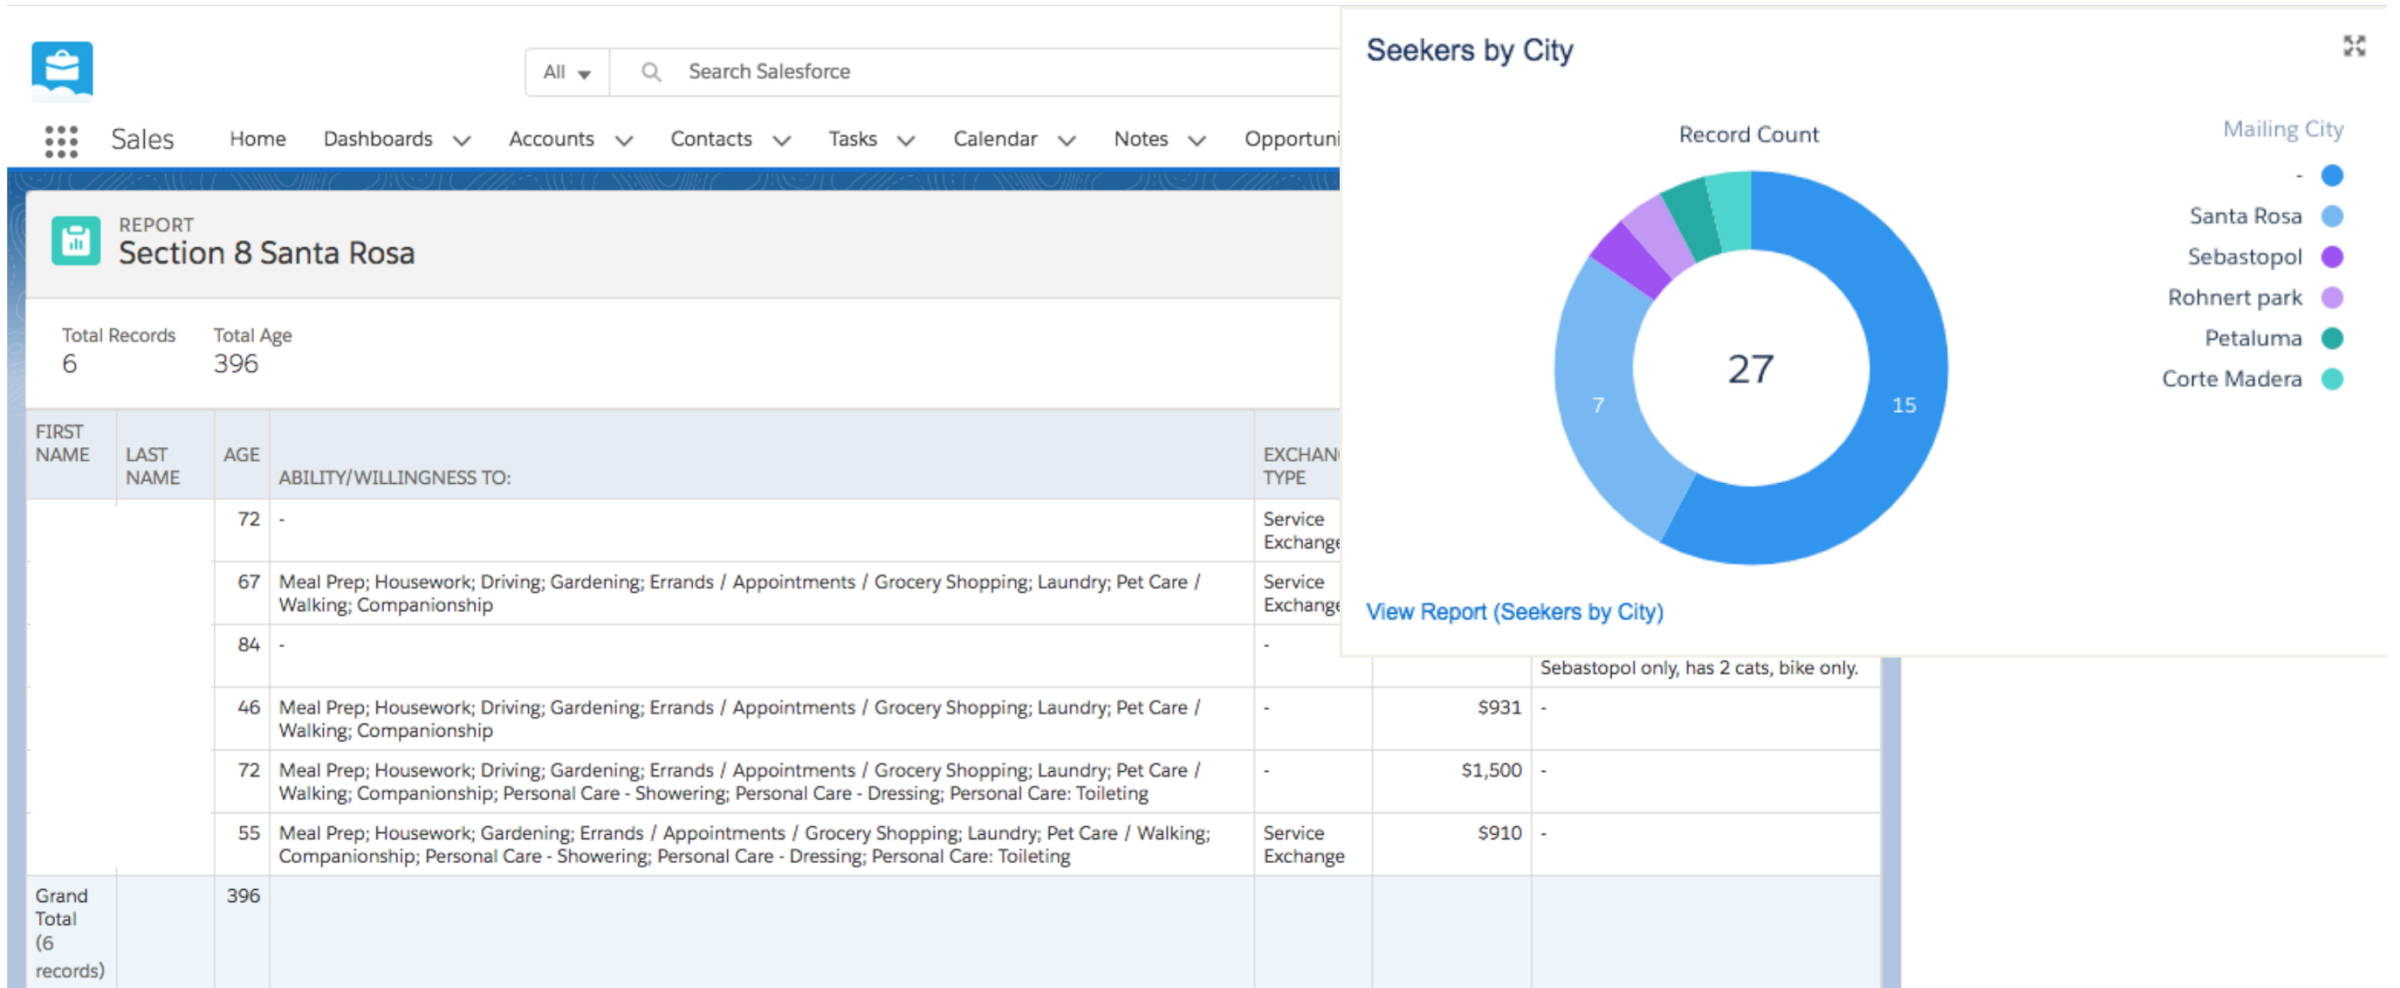 All
Search Salesforce
Sales
Home
Dashboards
Accounts
Contacts
Tasks
Calendar
Notes
REPORT
Section 8 Santa Rosa
Total Records
6
Total Age
396
FIRST
NAME
LAST
NAME
AGE
ABILITY/WILLINGNESS TO:
TYPE
72
-
Service
Exchange
67
Meal Prep; Housework; Driving; Gardening; Errands / Appointments / Grocery Shopping; Laundry; Pet Care /
Walking; Companionship
Service
Exchange
84
-
-
Sebastopol only, has 2 cats, bike only.
46
Meal Prep; Housework; Driving; Gardening; Errands / Appointments / Grocery Shopping; Laundry; Pet Care /
Walking; Companionship
-
$931
-
72
Meal Prep; Housework; Driving; Gardening; Errands / Appointments / Grocery Shopping; Laundry; Pet Care /
Walking; Companionship; Personal Care - Showering; Personal Care - Dressing; Personal Care: Toileting
-
$1,500
-
55
Meal Prep; Housework; Gardening; Errands / Appointments / Grocery Shopping; Laundry; Pet Care / Walking;
Companionship; Personal Care - Showering; Personal Care - Dressing; Personal Care: Toileting
Service
Exchange
$910
-
Grand
Total
(6
records)
396
Seekers by City
Record Count
27
7
15
Mailing City
-
Santa Rosa
Sebastopol
Rohnert park
Petaluma
Corte Madera
View Report (Seekers by City)